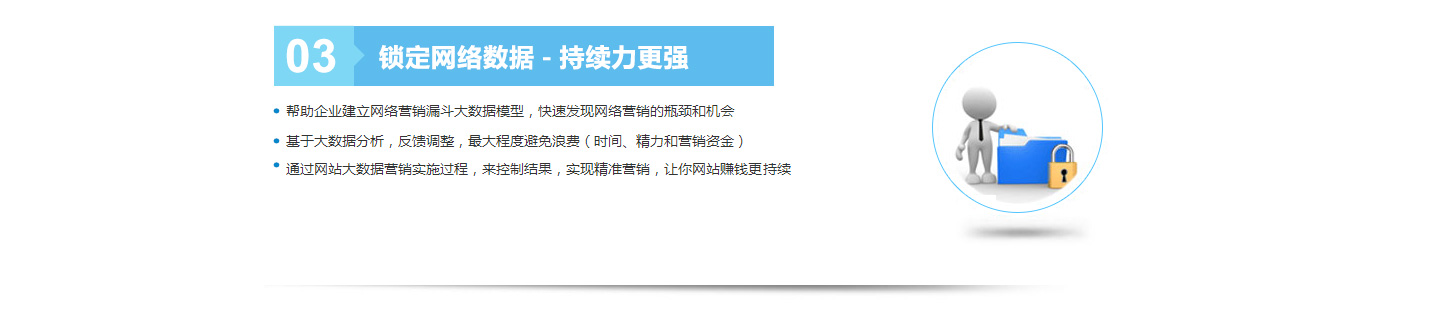 03
锁定网络数据 - 持续力更强
帮助企业建立网络营销漏斗大数据模型，快速发现网络营销的瓶颈和机会
基于大数据分析，反馈调整，最大程度避免浪费（时间、精力和营销资金）
通过网站大数据营销实施过程，来控制结果，实现精准营销，让你网站赚钱更持续